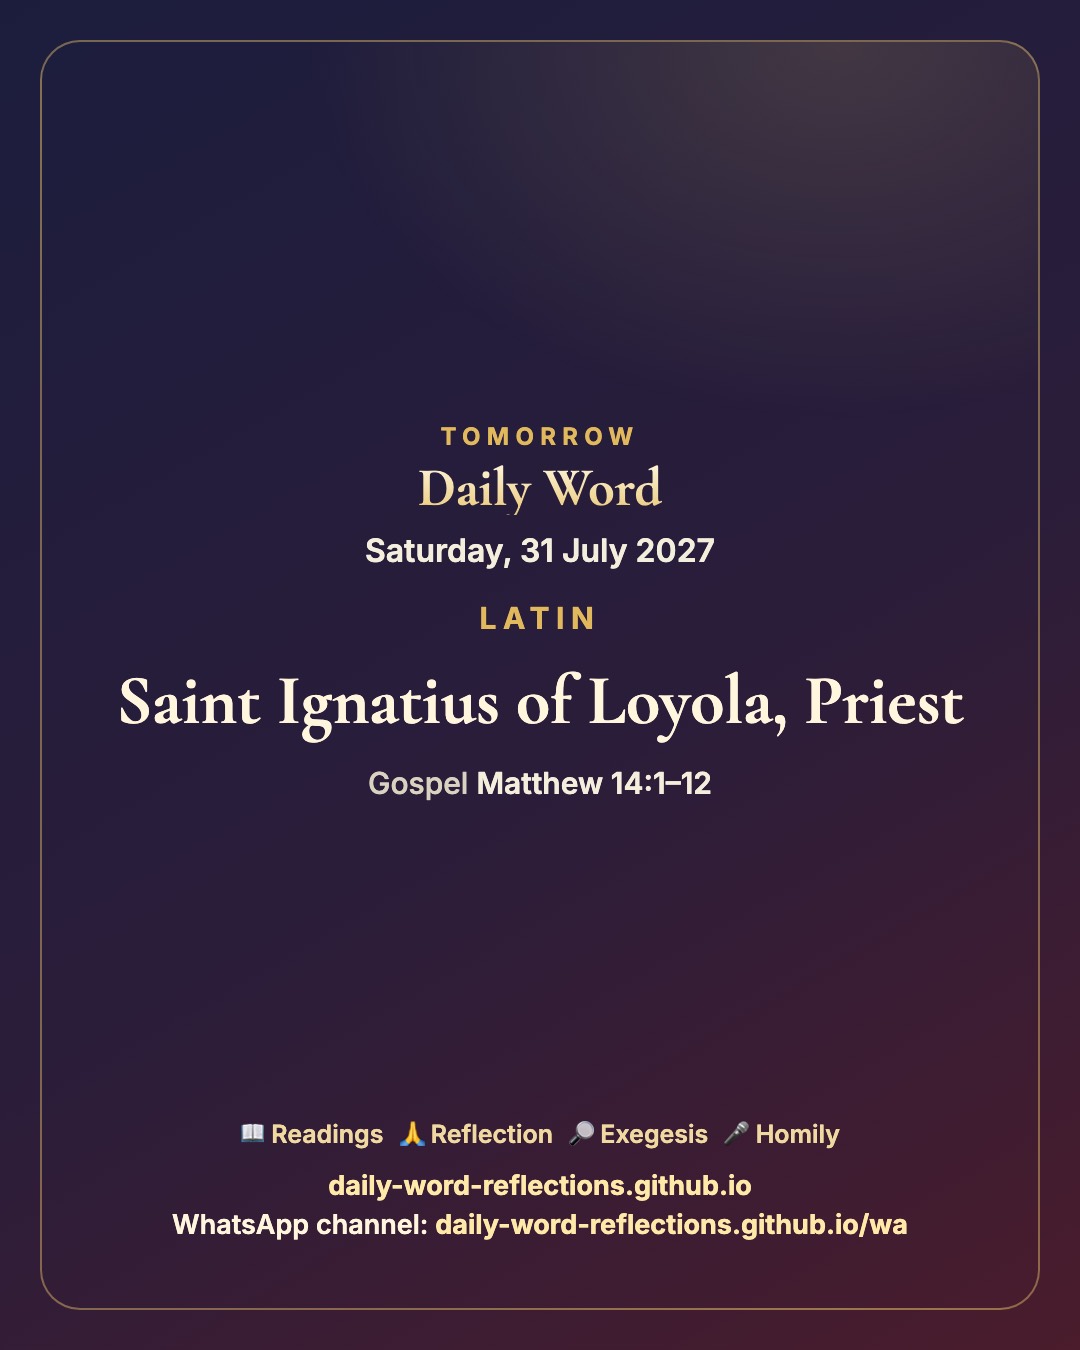 TOMORROW
Daily Word
Saturday, 31 July 2027
LATIN
Saint Ignatius of Loyola, Priest
Gospel Matthew 14:1–12
📖 Readings 🙏 Reflection 🔎 Exegesis 🎤 Homily
daily-word-reflections.github.io
WhatsApp channel: daily-word-reflections.github.io/wa